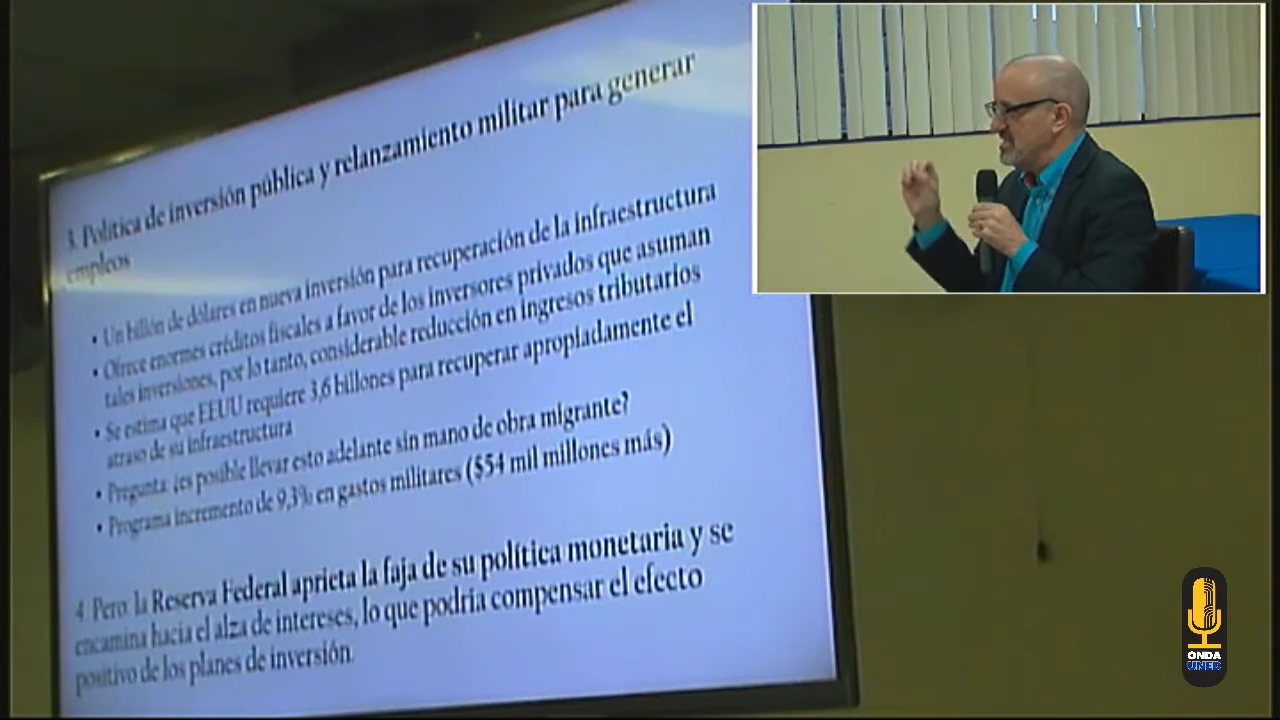 3. Política de inversión pública y relanzamiento militar para generar
empleos
• Un billón de dólares en nueva inversión para recuperación de la infraestructura
• Ofrece enormes créditos fiscales a favor de los inversores privados que asuman
tales inversiones, por lo tanto, considerable reducción en ingresos tributarios
• Se estima que EEUU requiere 3,6 billones para recuperar apropiadamente el
atraso de su infraestructura
• Pregunta: ¿es posible llevar esto adelante sin mano de obra migrante?
• Programa incremento de 9,3% en gastos militares ($54 mil millones más)
4. Pero: la Reserva Federal aprieta la faja de su política monetaria y se
encamina hacia el alza de intereses, lo que podría compensar el efecto
positivo de los planes de inversión.
ONDA
UNED